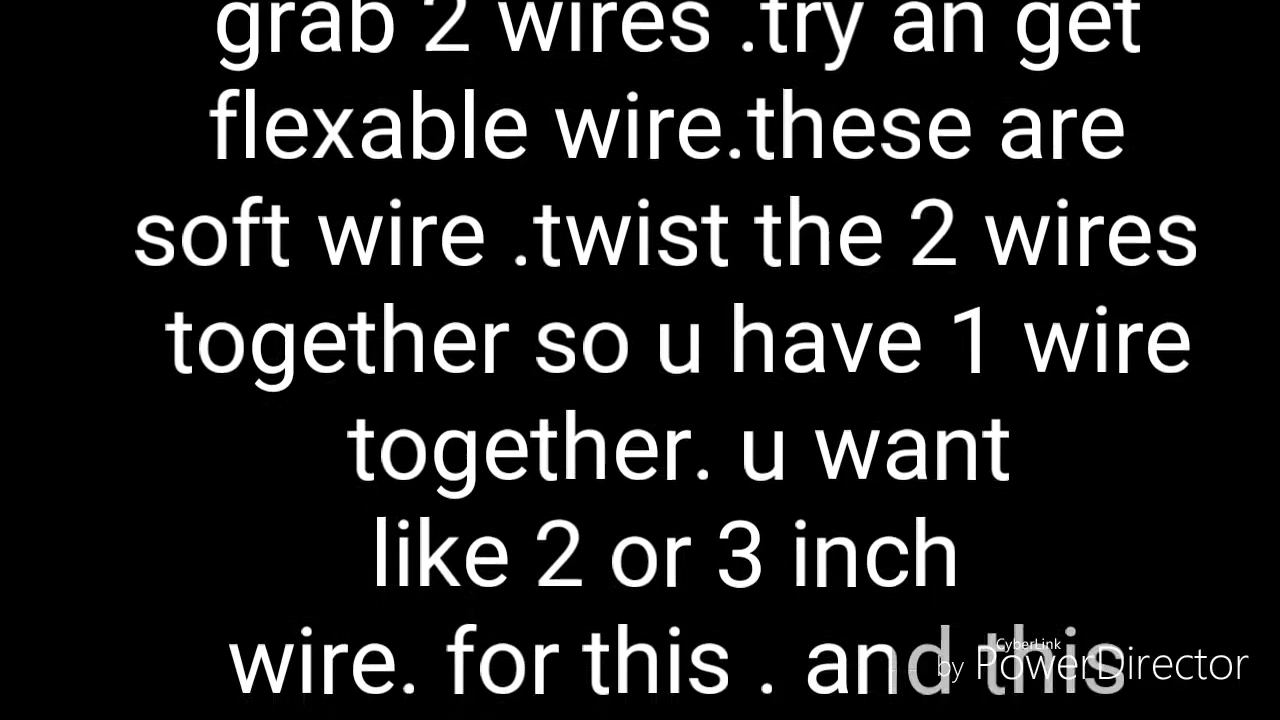 grab 2 wires .try an get
flexable wire.these are
soft wire .twist the 2 wires
together so u have 1 wire
together. u want
like 2 or 3 inch
wire. for this . and this
CyberLink
by PowerDirector